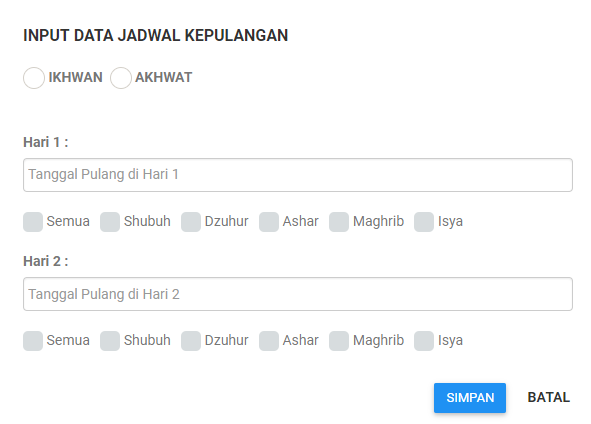 INPUT DATA JADWAL KEPULANGAN
IKHWAN AKHWAT
Hari 1 :
Tanggal Pulang di Hari 1
Semua Shubuh Dzuhur Ashar Maghrib Isya
Hari 2 :
Tanggal Pulang di Hari 2
Semua Shubuh Dzuhur Ashar Maghrib Isya
SIMPAN BATAL